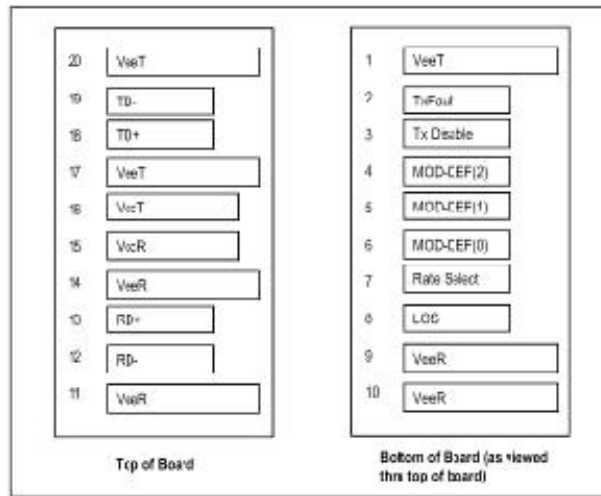 20 VeeT
19 TD-
18 TD+
17 VeeT
16 VccT
15 VccR
14 VeeR
13 RD+
12 RD-
11 VeeR
Top of Board
1 VeeT
2 TxFault
3 Tx Disable
4 MOD-DEF(2)
5 MOD-DEF(1)
6 MOD-DEF(0)
7 Rate Select
8 LOS
9 VeeR
10 VeeR
Bottom of Board (as viewed
thru top of board)